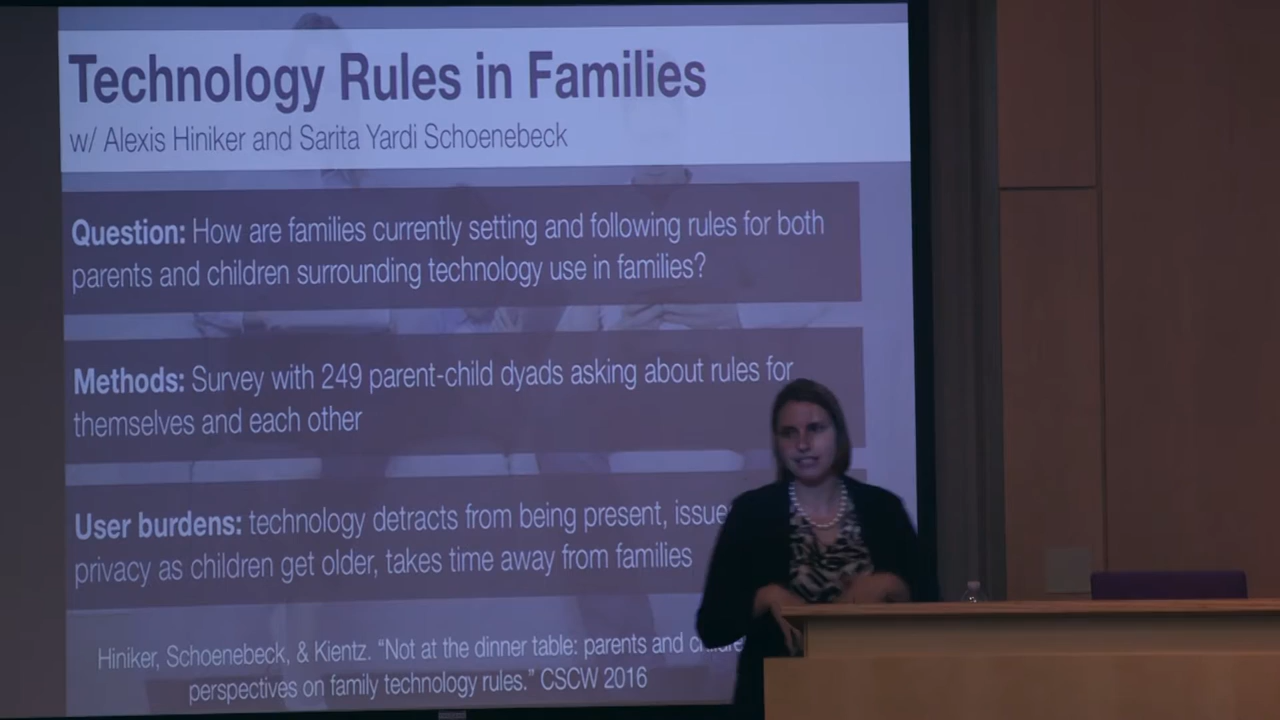 Technology Rules in Families
w/ Alexis Hiniker and Sarita Yardi Schoenebeck
Question: How are families currently setting and following rules for both
parents and children surrounding technology use in families?
Methods: Survey with 249 parent-child dyads asking about rules for
themselves and each other
User burdens: technology detracts from being present,
privacy as children get older, takes time away from families
Hiniker, Schoenebeck, & Kientz. “Not at the dinner table: parents and
perspectives on family technology rules.” CSCW 2016